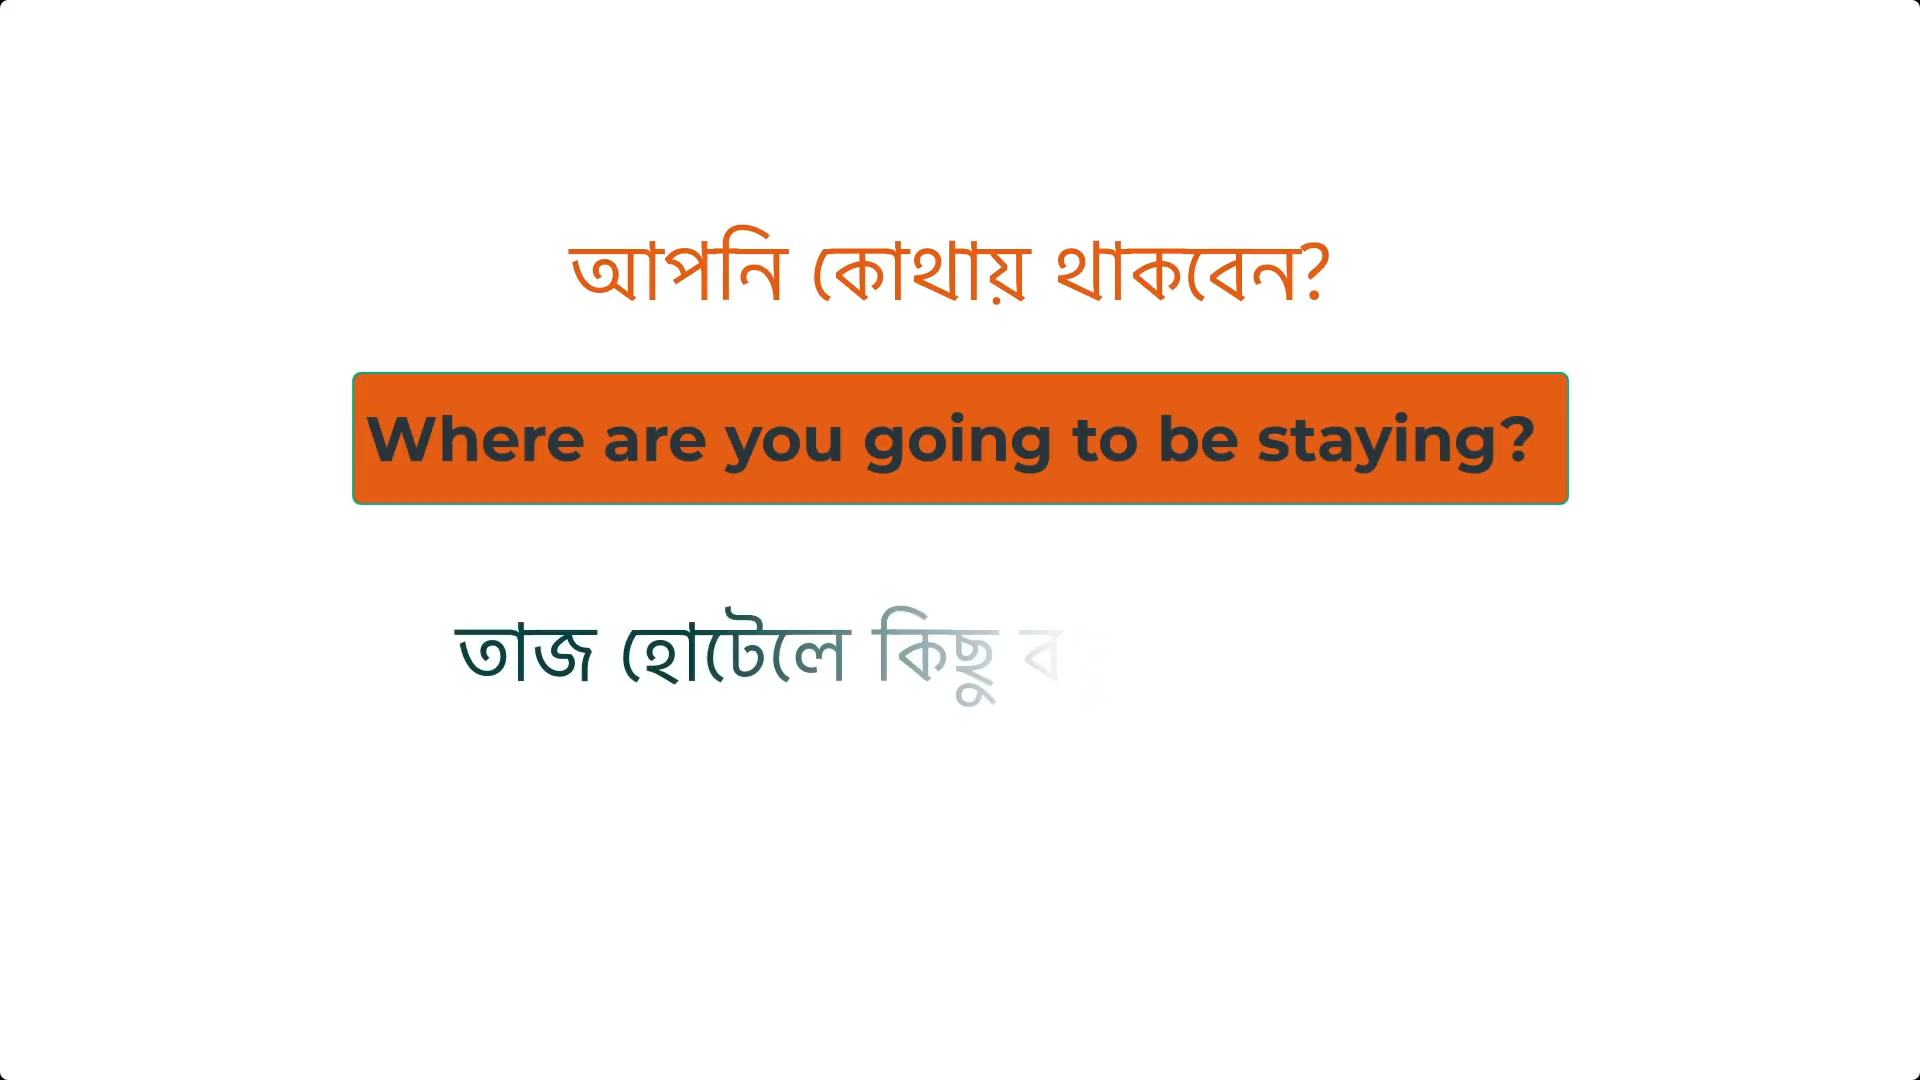 আপনি কোথায় থাকবেন?
Where are you going to be staying?
তাজ হোটেলে কিছু